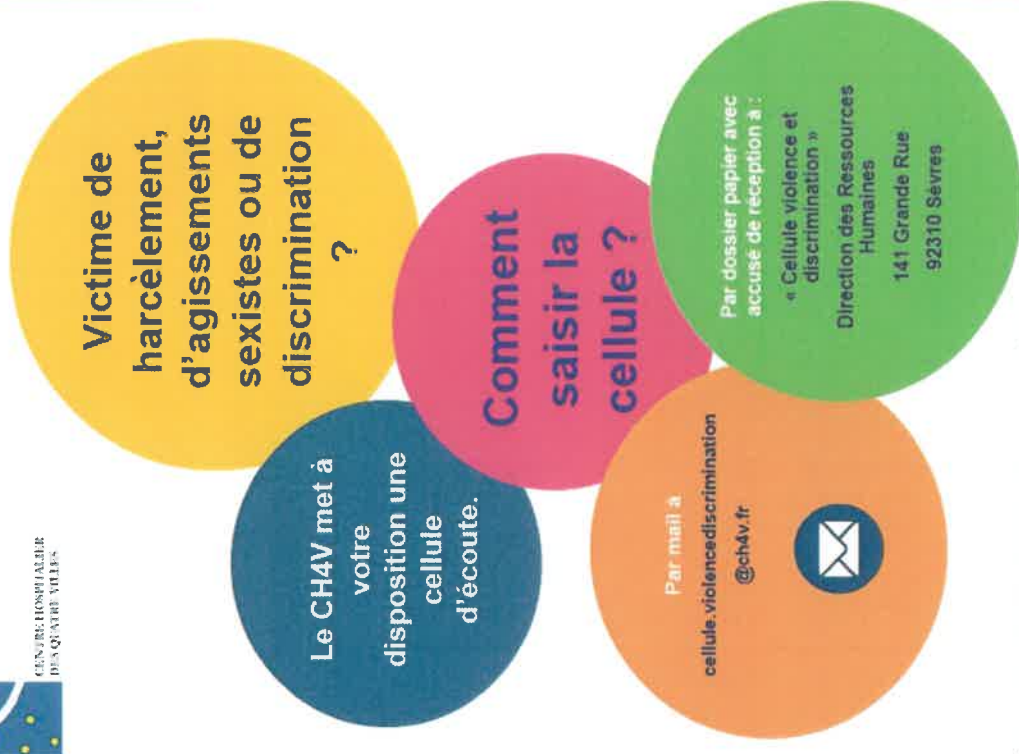 CENTRE HOSPITALIER
DES QUATRE VILLES
Victime de
harcèlement,
d'agissements
sexistes ou de
discrimination
?
Le CH4V met à
votre
disposition une
cellule
d'écoute.
Comment
saisir la
cellule ?
Par mail à
cellule.violencediscrimination
@ch4v.fr
Par dossier papier avec
accusé de réception à :
« Cellule violence et
discrimination »
Direction des Ressources
Humaines
141 Grande Rue
92310 Sèvres